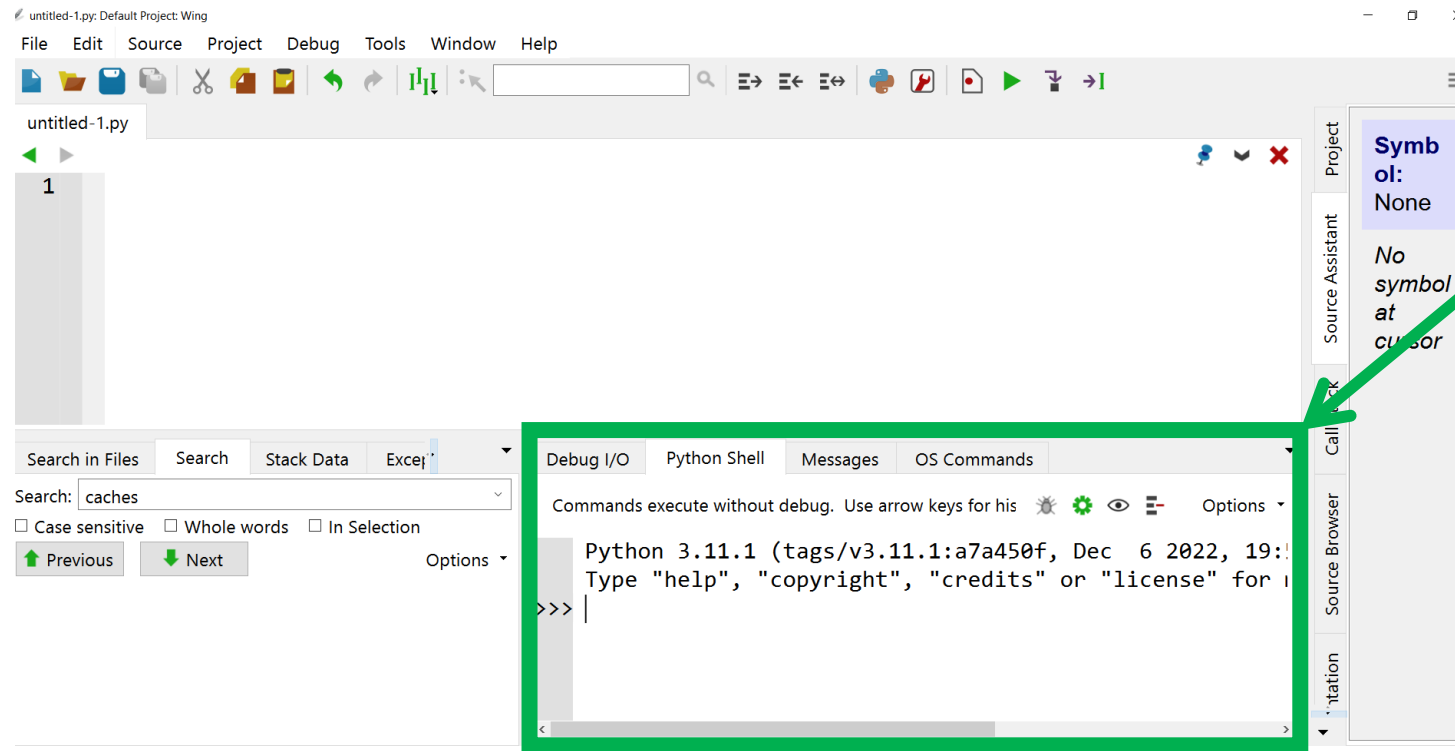 untitled-1.py: Default Project: Wing
File Edit Source Project Debug Tools Window Help
untitled-1.py
1
Project
Source Assistant
Call
Source Browser
Symb
ol:
None
No
symbol
at
cursor
Search in Files Search Stack Data
Search: caches
Case sensitive Whole words In Selection
Previous Next Options
Debug I/O Python Shell Messages OS Commands
Commands execute without debug. Use arrow keys for his Options
Python 3.11.1 (tags/v3.11.1:a7a450f, Dec 6 2022, 19:
Type "help", "copyright", "credits" or "license" for
>>>